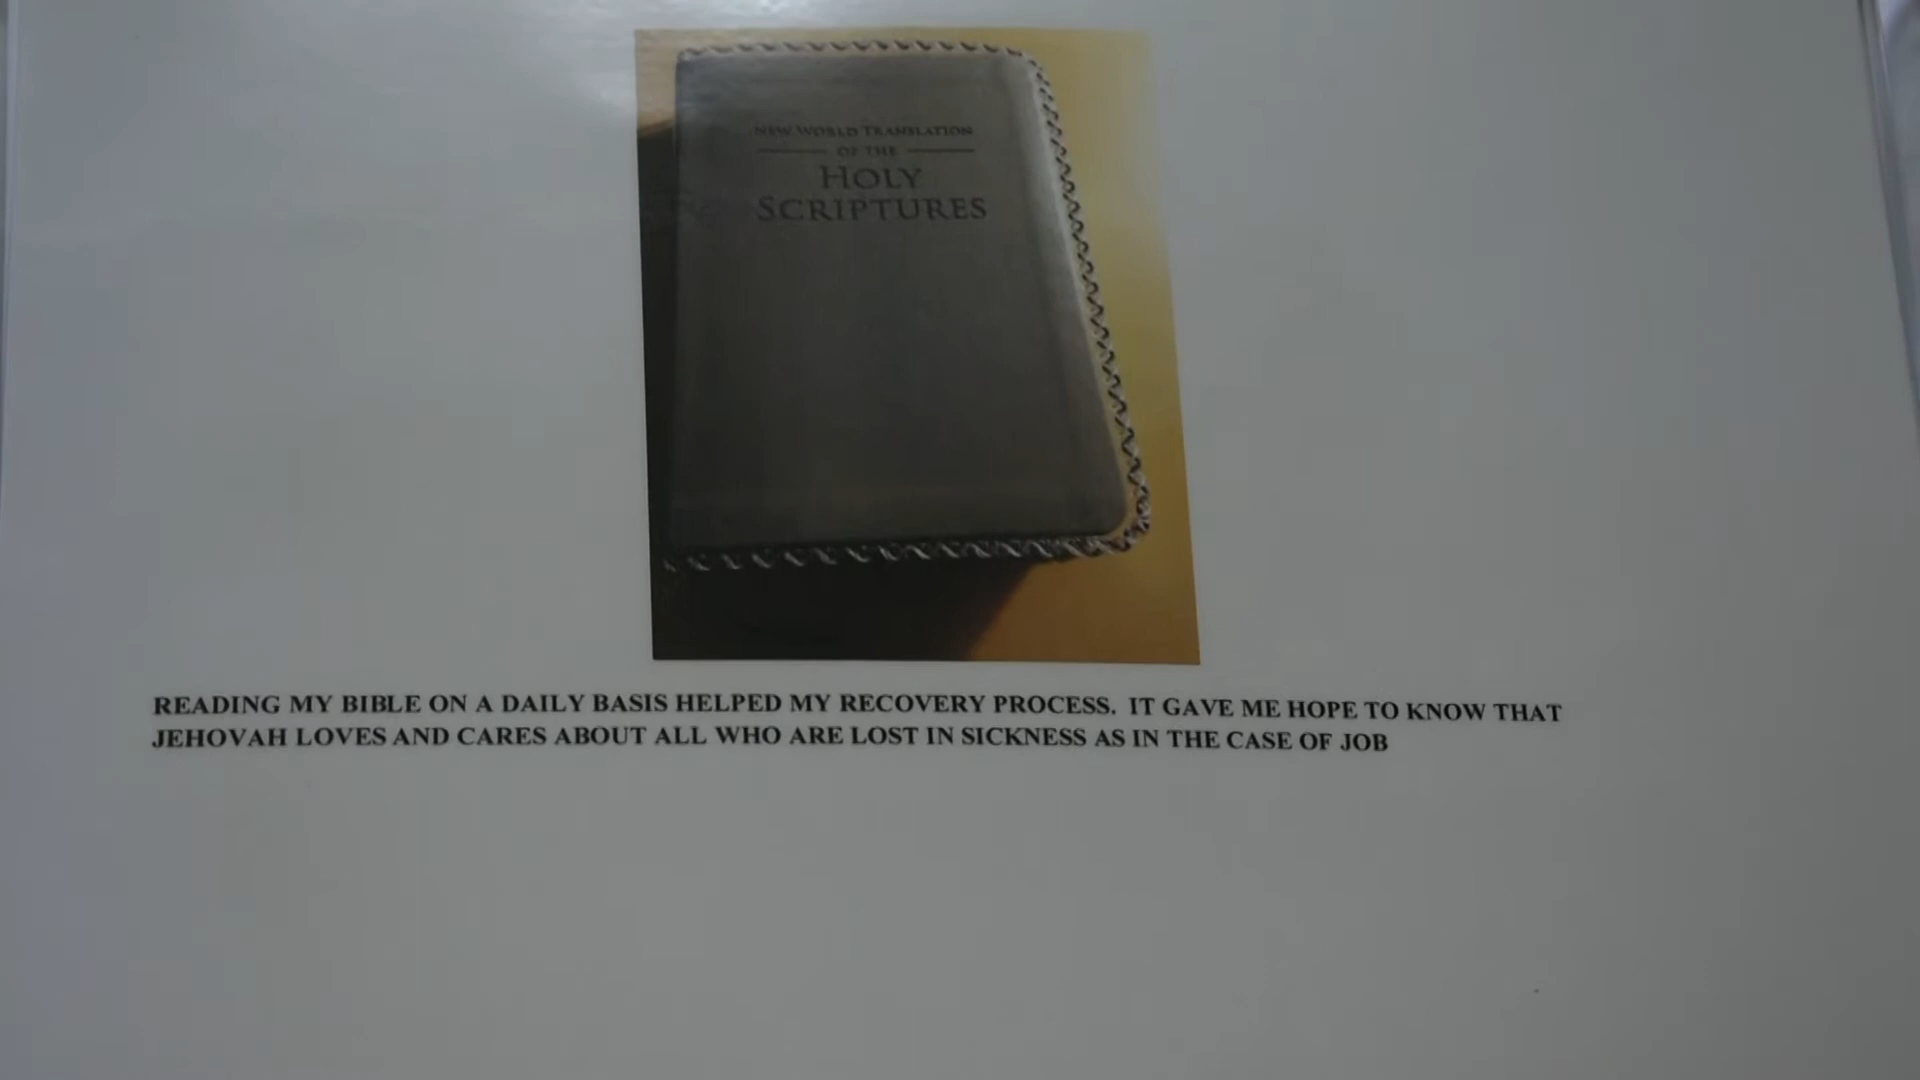 NEW WORLD TRANSLATION
OF THE
HOLY
SCRIPTURES
READING MY BIBLE ON A DAILY BASIS HELPED MY RECOVERY PROCESS. IT GAVE ME HOPE TO KNOW THAT
JEHOVAH LOVES AND CARES ABOUT ALL WHO ARE LOST IN SICKNESS AS IN THE CASE OF JOB